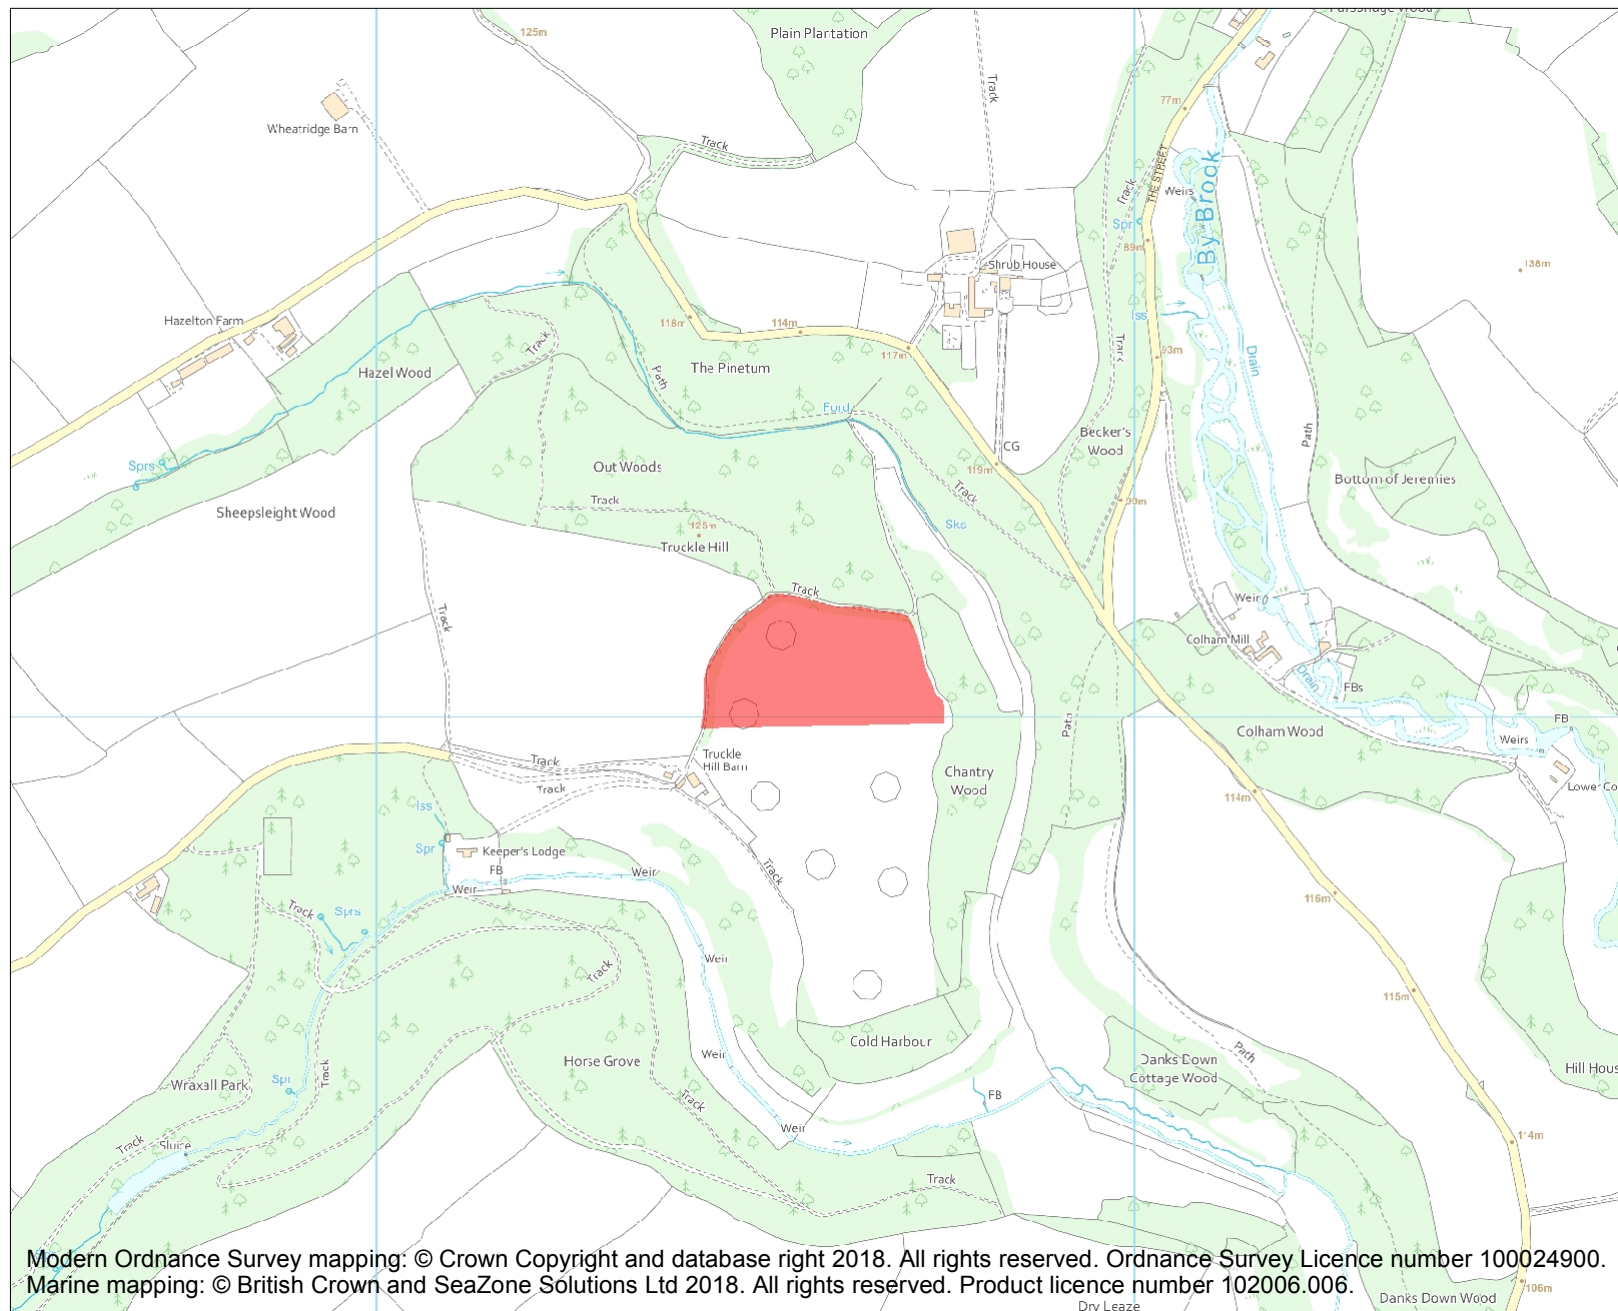 125m
Plain Plantation
Track
Wheatridge Barn
Track
77m
THE STREET
Weirs
By Brook
Track
Spr
89m
Shrub House
138m
Hazelton Farm
118m
114m
117m
Iss
93m
Drain
Track
Track
Hazel Wood
The Pinetum
Path
Ford
CG
Becker's
Wood
Path
Sprs
Out Woods
119m
Track
Bottom of Jeremies
Sheepsleight Wood
Track
125m
Truckle Hill
Sks
90m
Track
Track
Weir
Colham Mill
Drain
FBs
FB
Path
Colham Wood
Weirs
Track
Track
Truckle
Hill Barn
Chantry
Wood
114m
Lower Co
Iss
Spr
Keeper's Lodge
FB
Weir
Weir
Track
Track
Sprs
116m
Weir
Track
115m
Cold Harbour
Weir
Horse Grove
Path
Danks Down
Cottage Wood
Hill Hous
Wraxall Park
Spr
Track
Track
FB
Weir
114m
Track
Sluice
Track
Modern Ordnance Survey mapping: © Crown Copyright and database right 2018. All rights reserved. Ordnance Survey Licence number 100024900.
Marine mapping: © British Crown and SeaZone Solutions Ltd 2018. All rights reserved. Product licence number 102006.006.
106m
Danks Down Wood
Dry Leaze